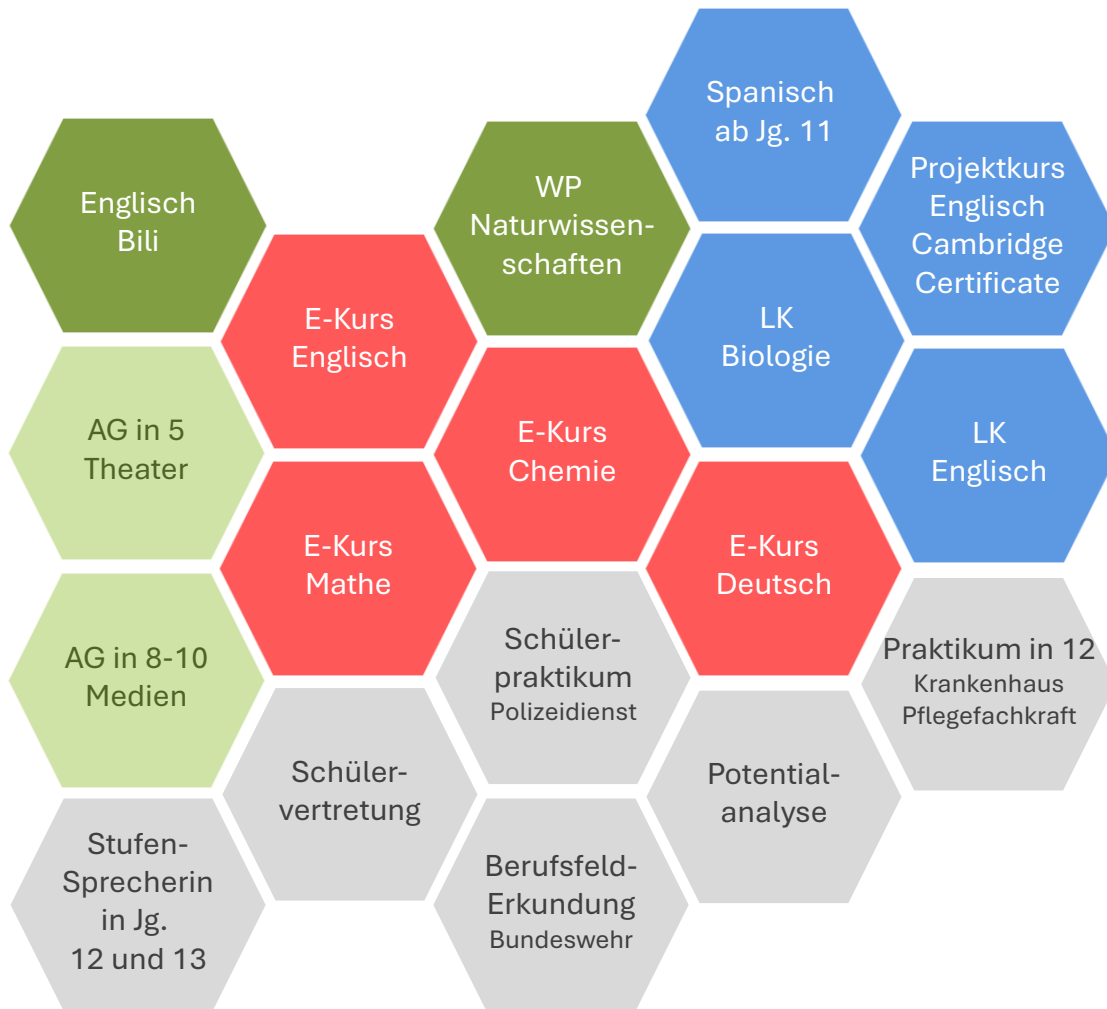 Spanisch
ab Jg. 11
Englisch
Bili
WP
Naturwissen-
schaften
Projektkurs
Englisch
Cambridge
Certificate
E-Kurs
Englisch
LK
Biologie
AG in 5
Theater
E-Kurs
Chemie
LK
Englisch
E-Kurs
Mathe
E-Kurs
Deutsch
AG in 8-10
Medien
Schüler-
praktikum
Polizeidienst
Praktikum in 12
Krankenhaus
Pflegefachkraft
Schüler-
vertretung
Potential-
analyse
Stufen-
Sprecherin
in Jg.
12 und 13
Berufsfeld-
Erkundung
Bundeswehr